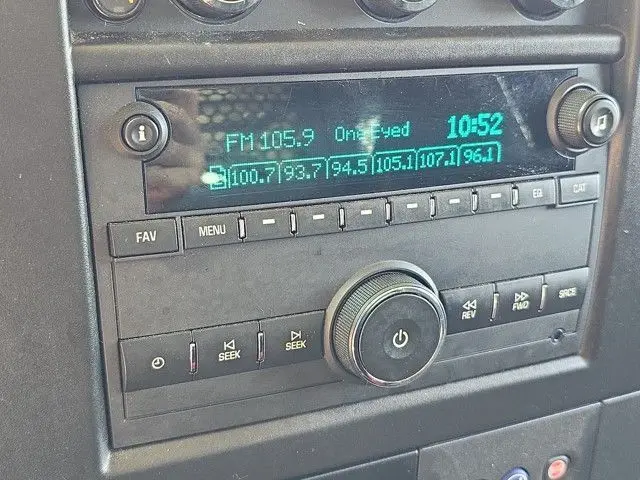 FM 105.9 One Eyed 10:52
100.7 93.7 94.5 105.1 107.1 96.1
FAV MENU EQ CAT
SEEK SEEK REV FWD SRCE